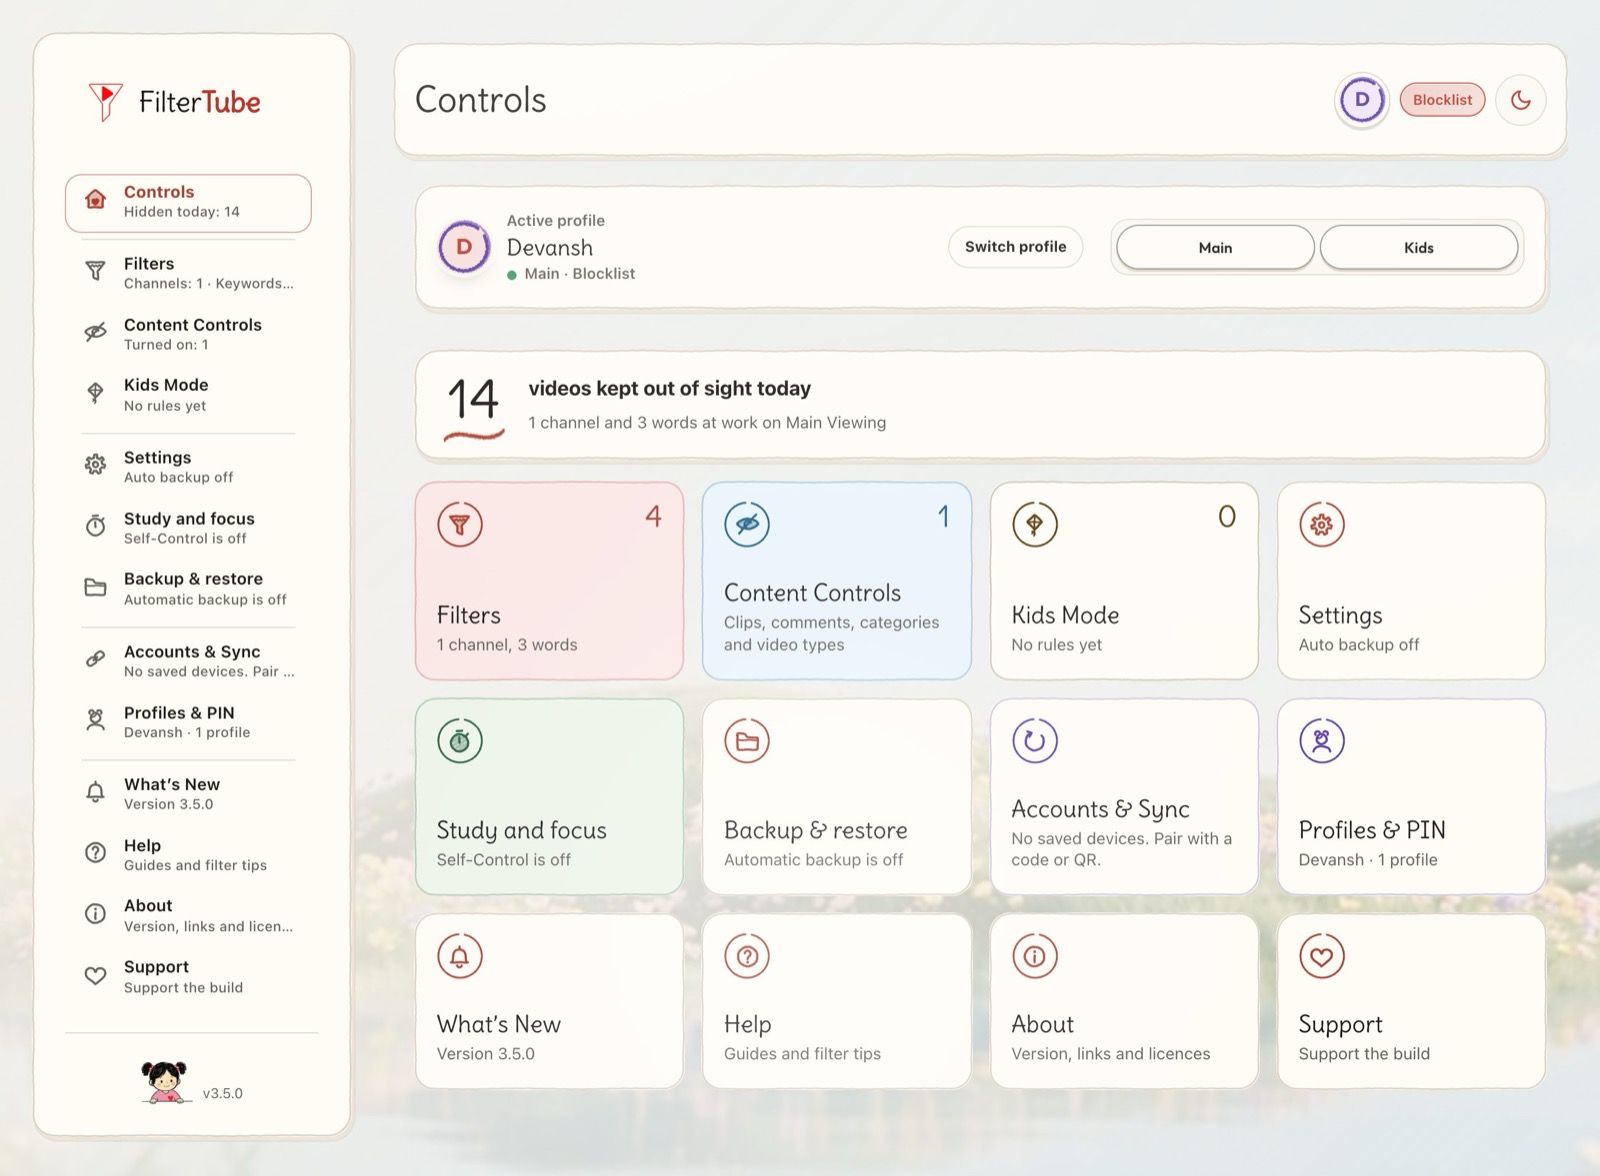 FilterTube
Controls
Hidden today: 14
Filters
Channels: 1 · Keywords...
Content Controls
Turned on: 1
Kids Mode
No rules yet
Settings
Auto backup off
Study and focus
Self-Control is off
Backup & restore
Automatic backup is off
Accounts & Sync
No saved devices. Pair ...
Profiles & PIN
Devansh · 1 profile
What's New
Version 3.5.0
Help
Guides and filter tips
About
Version, links and licen...
Support
Support the build
v3.5.0
Controls
D
Blocklist
D
Active profile
Devansh
Main · Blocklist
Switch profile
Main
Kids
14
videos kept out of sight today
1 channel and 3 words at work on Main Viewing
4
Filters
1 channel, 3 words
1
Content Controls
Clips, comments, categories
and video types
0
Kids Mode
No rules yet
Settings
Auto backup off
Study and focus
Self-Control is off
Backup & restore
Automatic backup is off
Accounts & Sync
No saved devices. Pair with a
code or QR.
Profiles & PIN
Devansh · 1 profile
What's New
Version 3.5.0
Help
Guides and filter tips
About
Version, links and licences
Support
Support the build